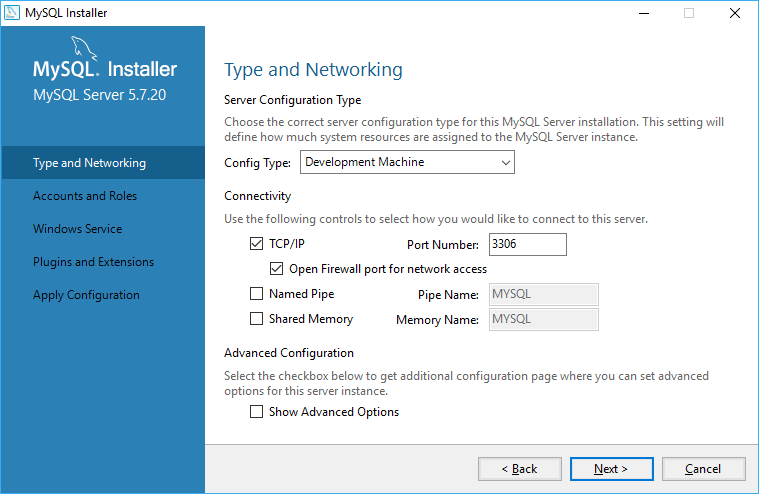 MySQL Installer
MySQL. Installer
MySQL Server 5.7.20
Type and Networking
Accounts and Roles
Windows Service
Plugins and Extensions
Apply Configuration
Type and Networking
Server Configuration Type
Choose the correct server configuration type for this MySQL Server installation. This setting will
define how much system resources are assigned to the MySQL Server instance.
Config Type: Development Machine
Connectivity
Use the following controls to select how you would like to connect to this server.
TCP/IP Port Number: 3306
Open Firewall port for network access
Named Pipe Pipe Name: MYSQL
Shared Memory Memory Name: MYSQL
Advanced Configuration
Select the checkbox below to get additional configuration page where you can set advanced
options for this server instance.
Show Advanced Options
< Back Next > Cancel